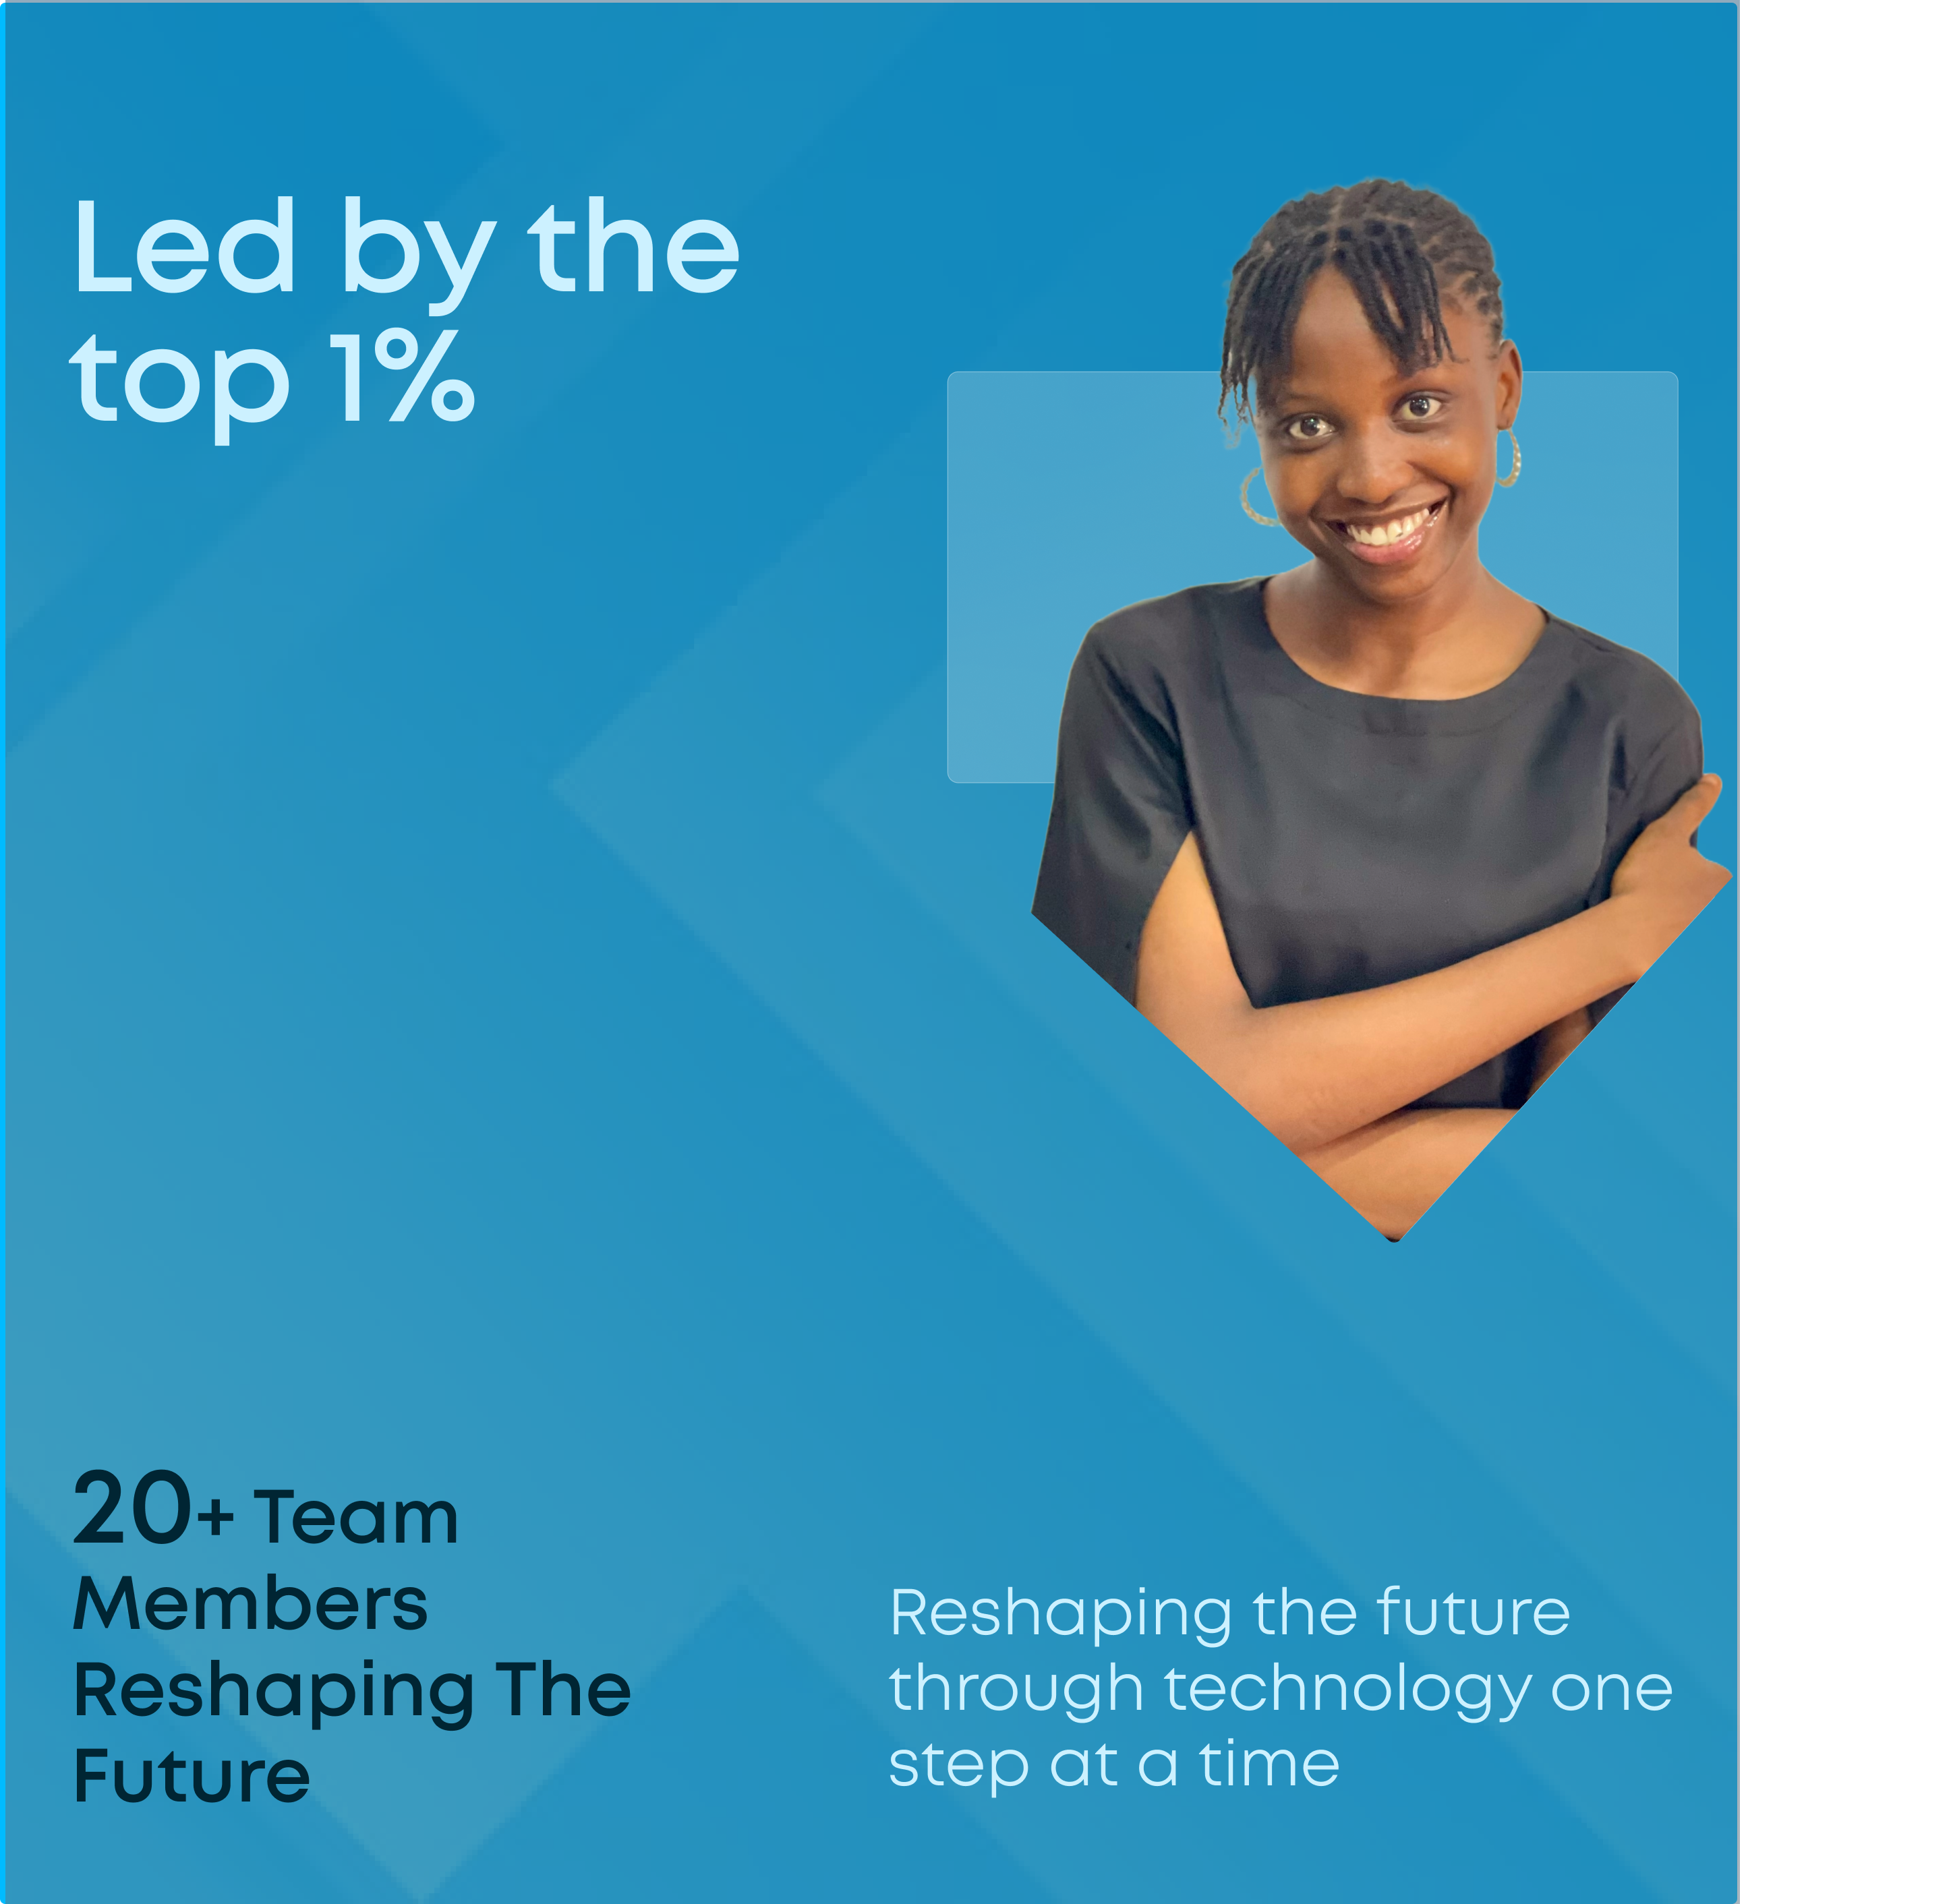 Led by the
top 1%
20+ Team
Members
Reshaping The
Future
Reshaping the future
through technology one
step at a time